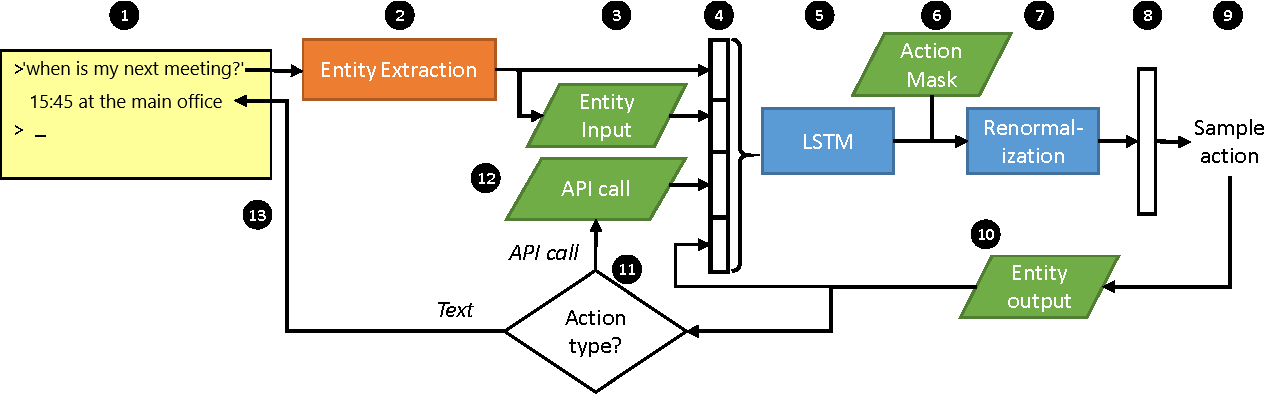 1
2
3
4
5
6
7
8
9
>'when is my next meeting?'
15:45 at the main office
> _
Entity Extraction
Entity
Input
12
API call
LSTM
Action
Mask
Renormal-
ization
Sample
action
13
API call
11
10
Entity
output
Text
Action
type?